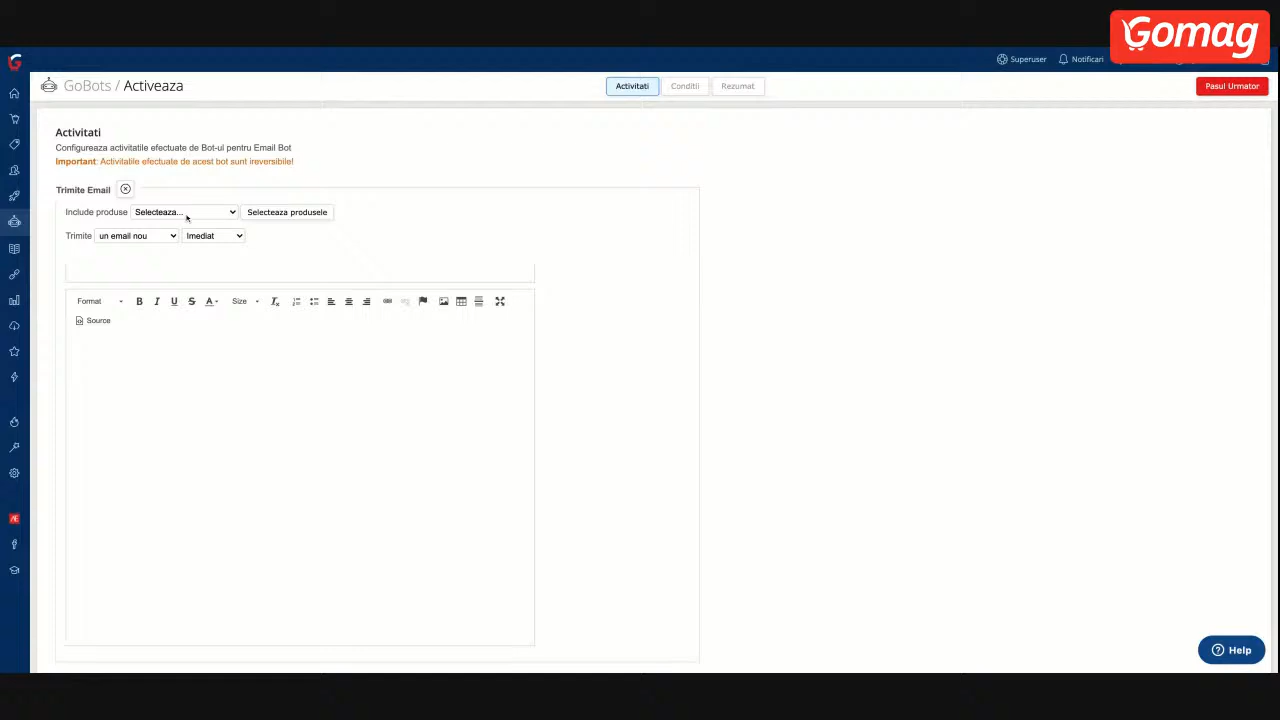 Gomag
Superuser
Notificari
GoBots / Activeaza
Activitati
Conditii
Rezumat
Pasul Urmator
Activitati
Configureaza activitatile efectuate de Bot-ul pentru Email Bot
Important: Activitatile efectuate de acest bot sunt ireversibile!
Trimite Email
Include produse Selecteaza... Selecteaza produsele
Trimite un email nou Imediat
Format B I U S A Size Tx
Source
Help